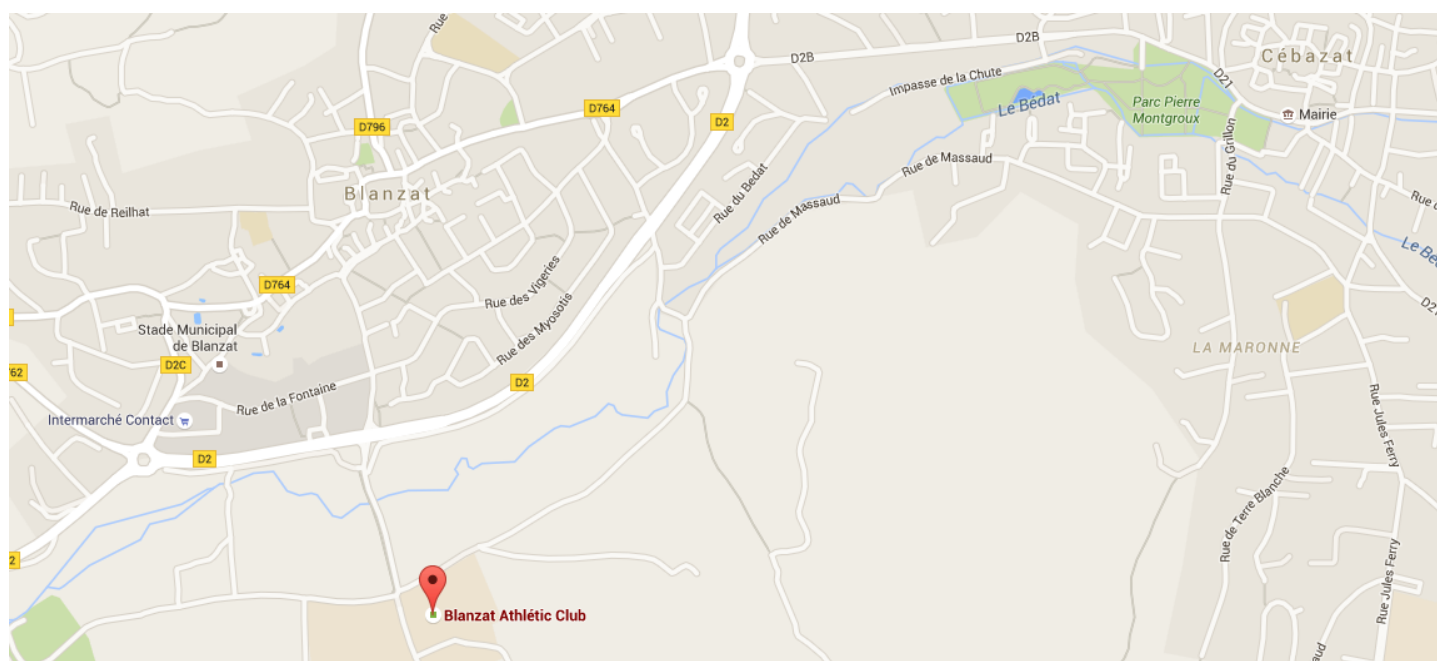 Rue
D2B
Cébazat
D2B
Impasse de la Chute
D21
D764
D2
Le Bédat
Parc Pierre
Montgroux
Mairie
D796
Rue du Grillon
Rue de Massaud
Blanzat
Rue du Bedat
Rue de
Rue de Reilhat
Rue de Massaud
D764
Rue des Vigeries
Stade Municipal
de Blanzat
Rue des Myosotis
D21
LA MARONNE
D2C
D2
Rue de la Fontaine
Intermarché Contact
Rue Jules Ferry
D2
Rue de Terre Blanche
Blanzat Athlétic Club
Rue Jules Ferry